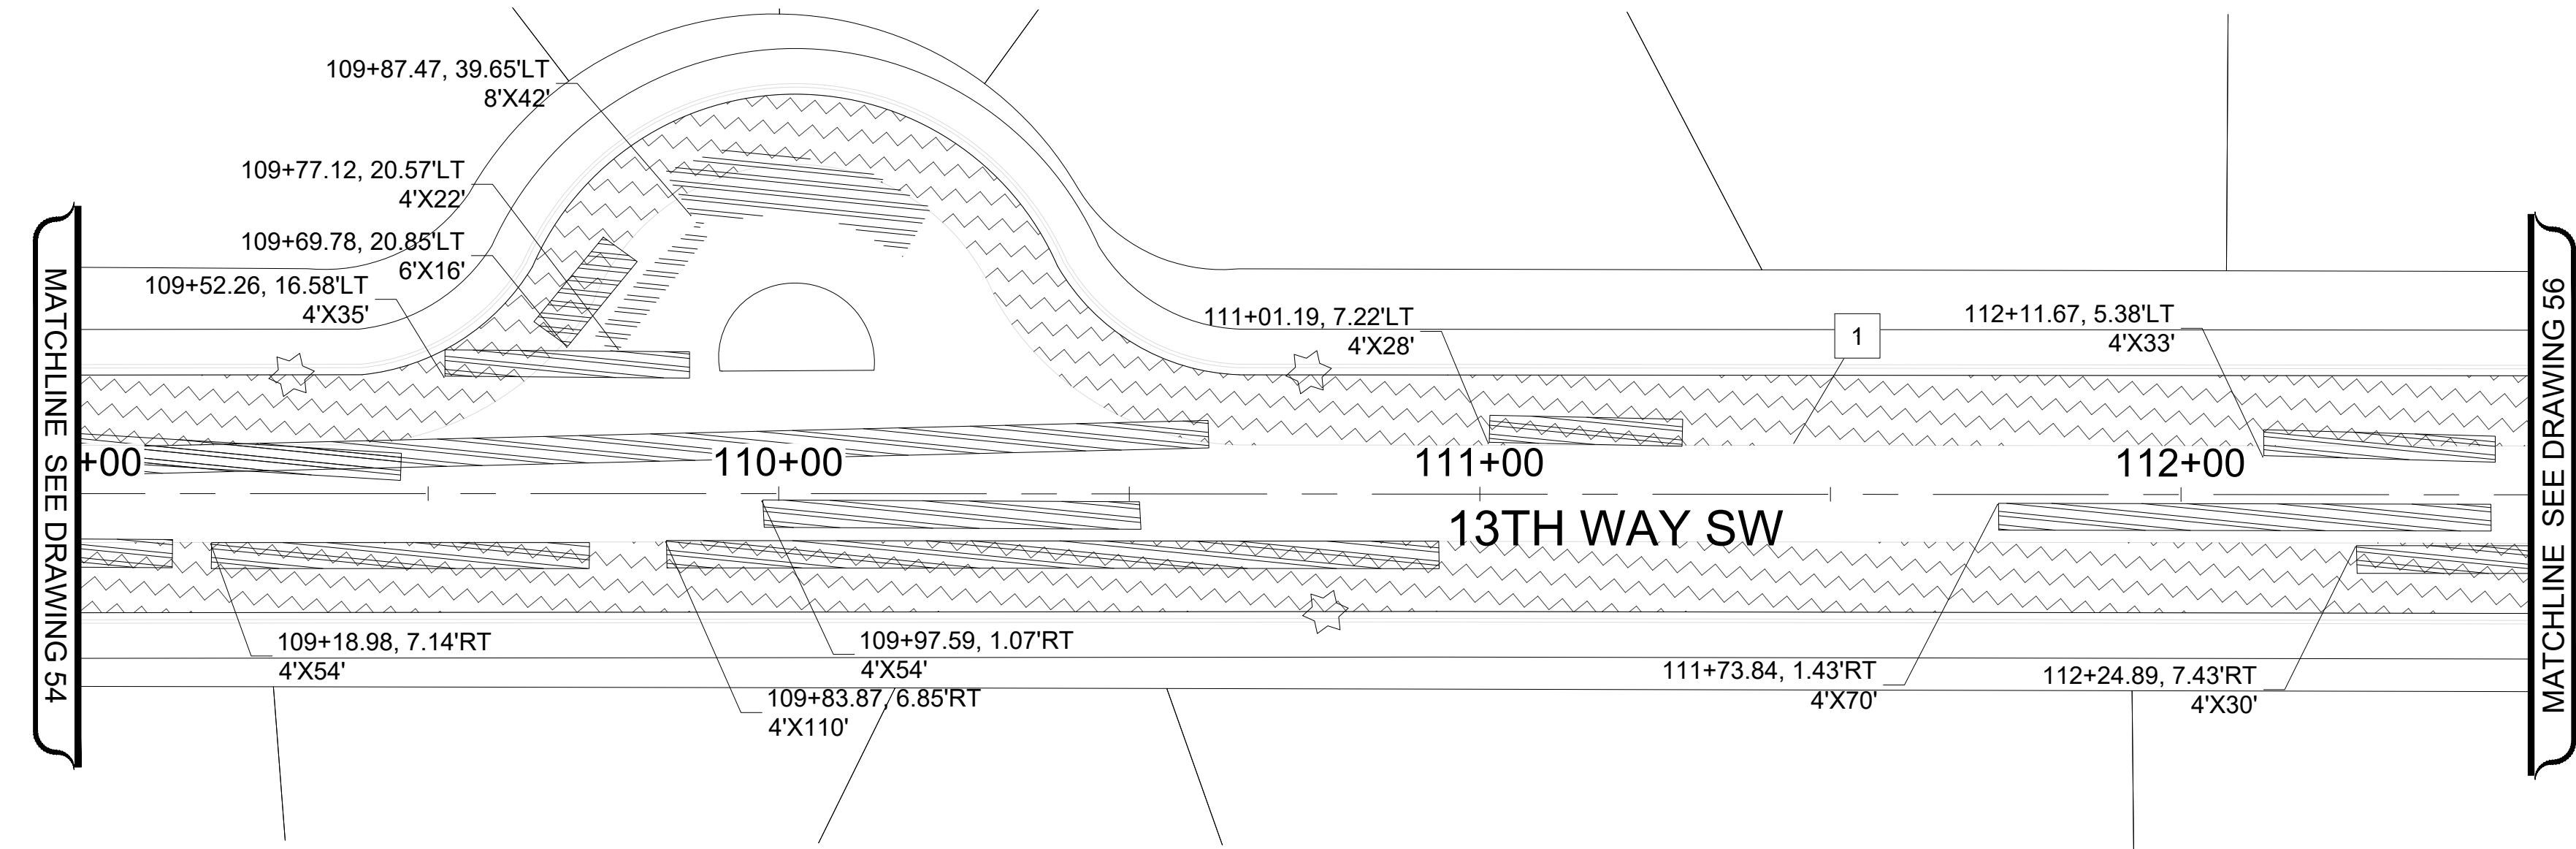 109+87.47, 39.65'LT
8'X42'
109+77.12, 20.57'LT
4'X22'
109+69.78, 20.85'LT
6'X16'
109+52.26, 16.58'LT
4'X35'
111+01.19, 7.22'LT
4'X28'
1
112+11.67, 5.38'LT
4'X33'
MATCHLINE SEE DRAWING 54
+00
110+00
111+00
112+00
13TH WAY SW
MATCHLINE SEE DRAWING 56
109+18.98, 7.14'RT
4'X54'
109+97.59, 1.07'RT
4'X54'
109+83.87, 6.85'RT
4'X110'
111+73.84, 1.43'RT
4'X70'
112+24.89, 7.43'RT
4'X30'